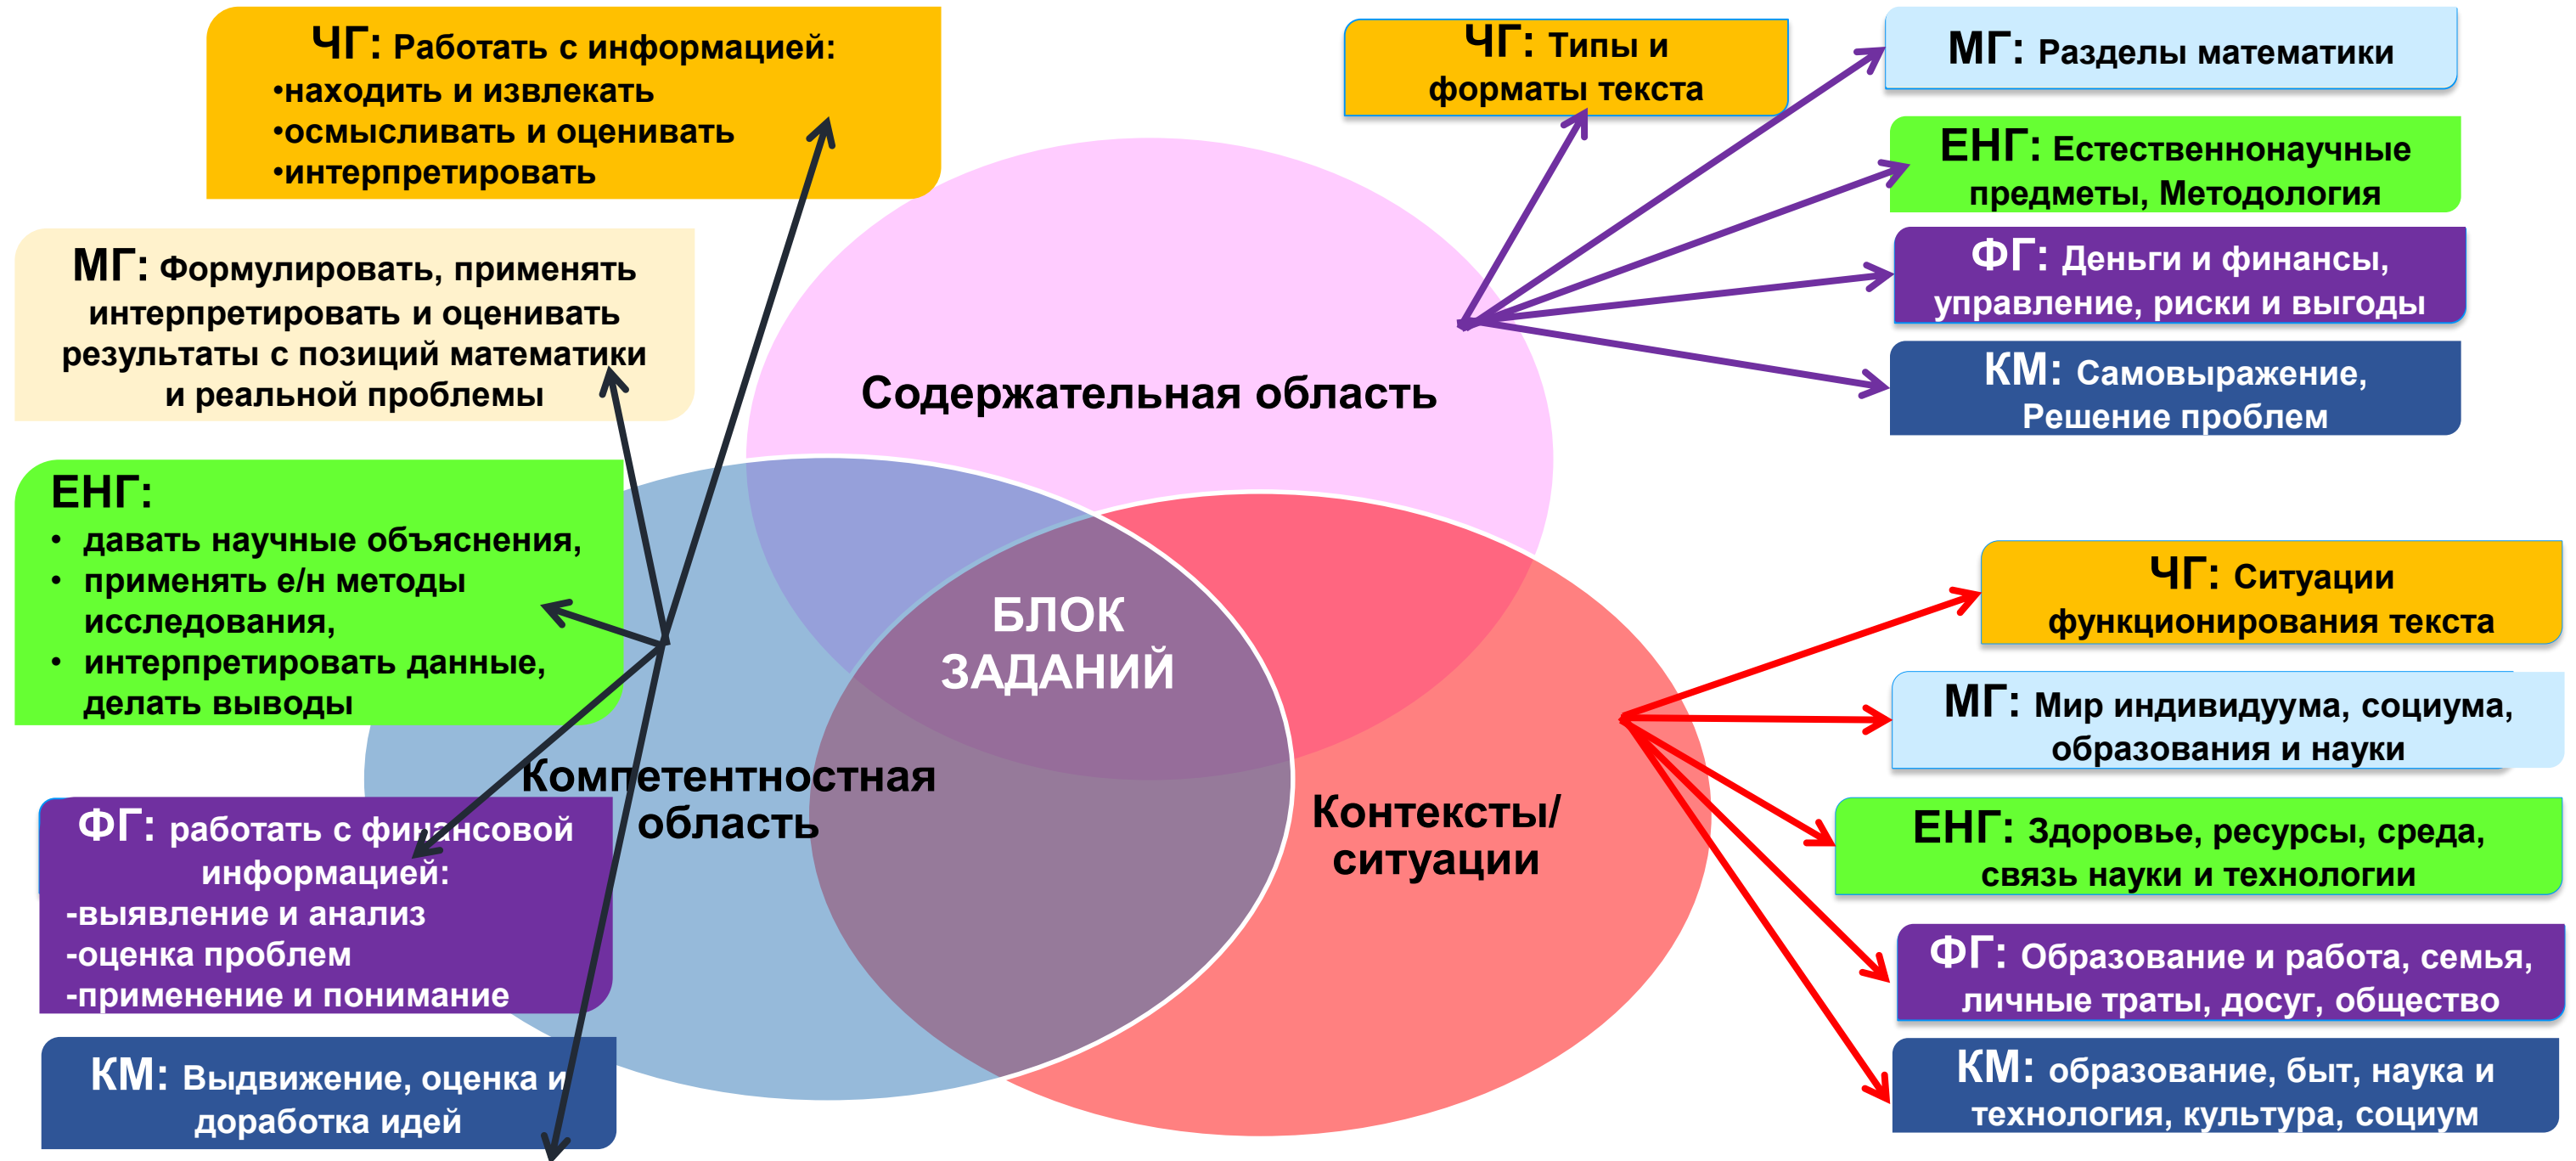 ЧГ: Работать с информацией:
•находить и извлекать
•осмысливать и оценивать
•интерпретировать
МГ: Формулировать, применять
интерпретировать и оценивать
результаты с позиций математики
и реальной проблемы
ЕНГ:
• давать научные объяснения,
• применять е/н методы
исследования,
• интерпретировать данные,
делать выводы
ФГ: работать с финансовой
информацией:
-выявление и анализ
-оценка проблем
-применение и понимание
КМ: Выдвижение, оценка и
доработка идей
Содержательная область
БЛОК
ЗАДАНИЙ
Компетентностная
область
Контексты/
ситуации
ЧГ: Типы и
форматы текста
МГ: Разделы математики
ЕНГ: Естественнонаучные
предметы, Методология
ФГ: Деньги и финансы,
управление, риски и выгоды
КМ: Самовыражение,
Решение проблем
ЧГ: Ситуации
функционирования текста
МГ: Мир индивидуума, социума,
образования и науки
ЕНГ: Здоровье, ресурсы, среда,
связь науки и технологии
ФГ: Образование и работа, семья,
личные траты, досуг, общество
КМ: образование, быт, наука и
технология, культура, социум